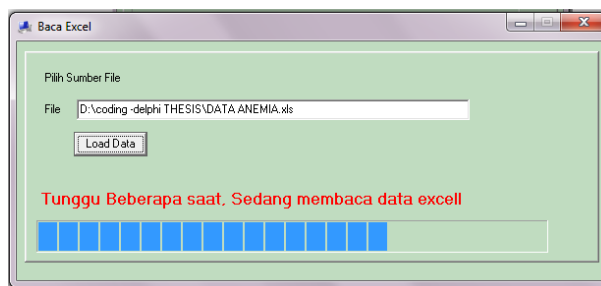 Baca Excel
Pilih Sumber File
File D:\coding -delphi THESIS\DATA ANEMIA.xls
Load Data
Tunggu Beberapa saat, Sedang membaca data excell